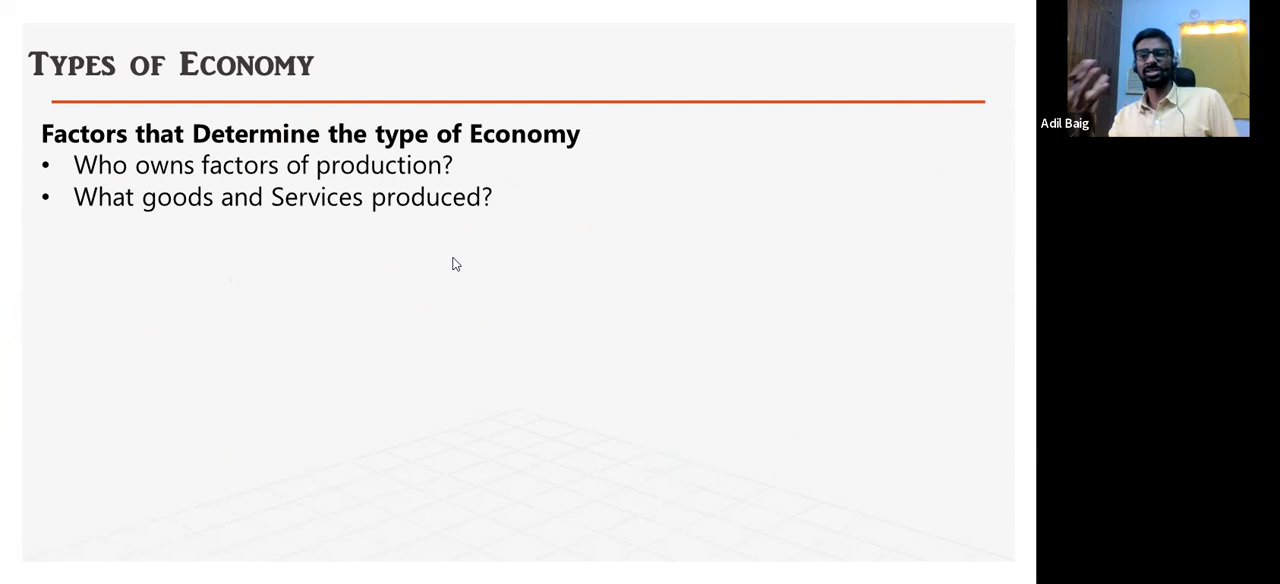 Types of Economy
Factors that Determine the type of Economy
• Who owns factors of production?
• What goods and Services produced?
Adil Baig